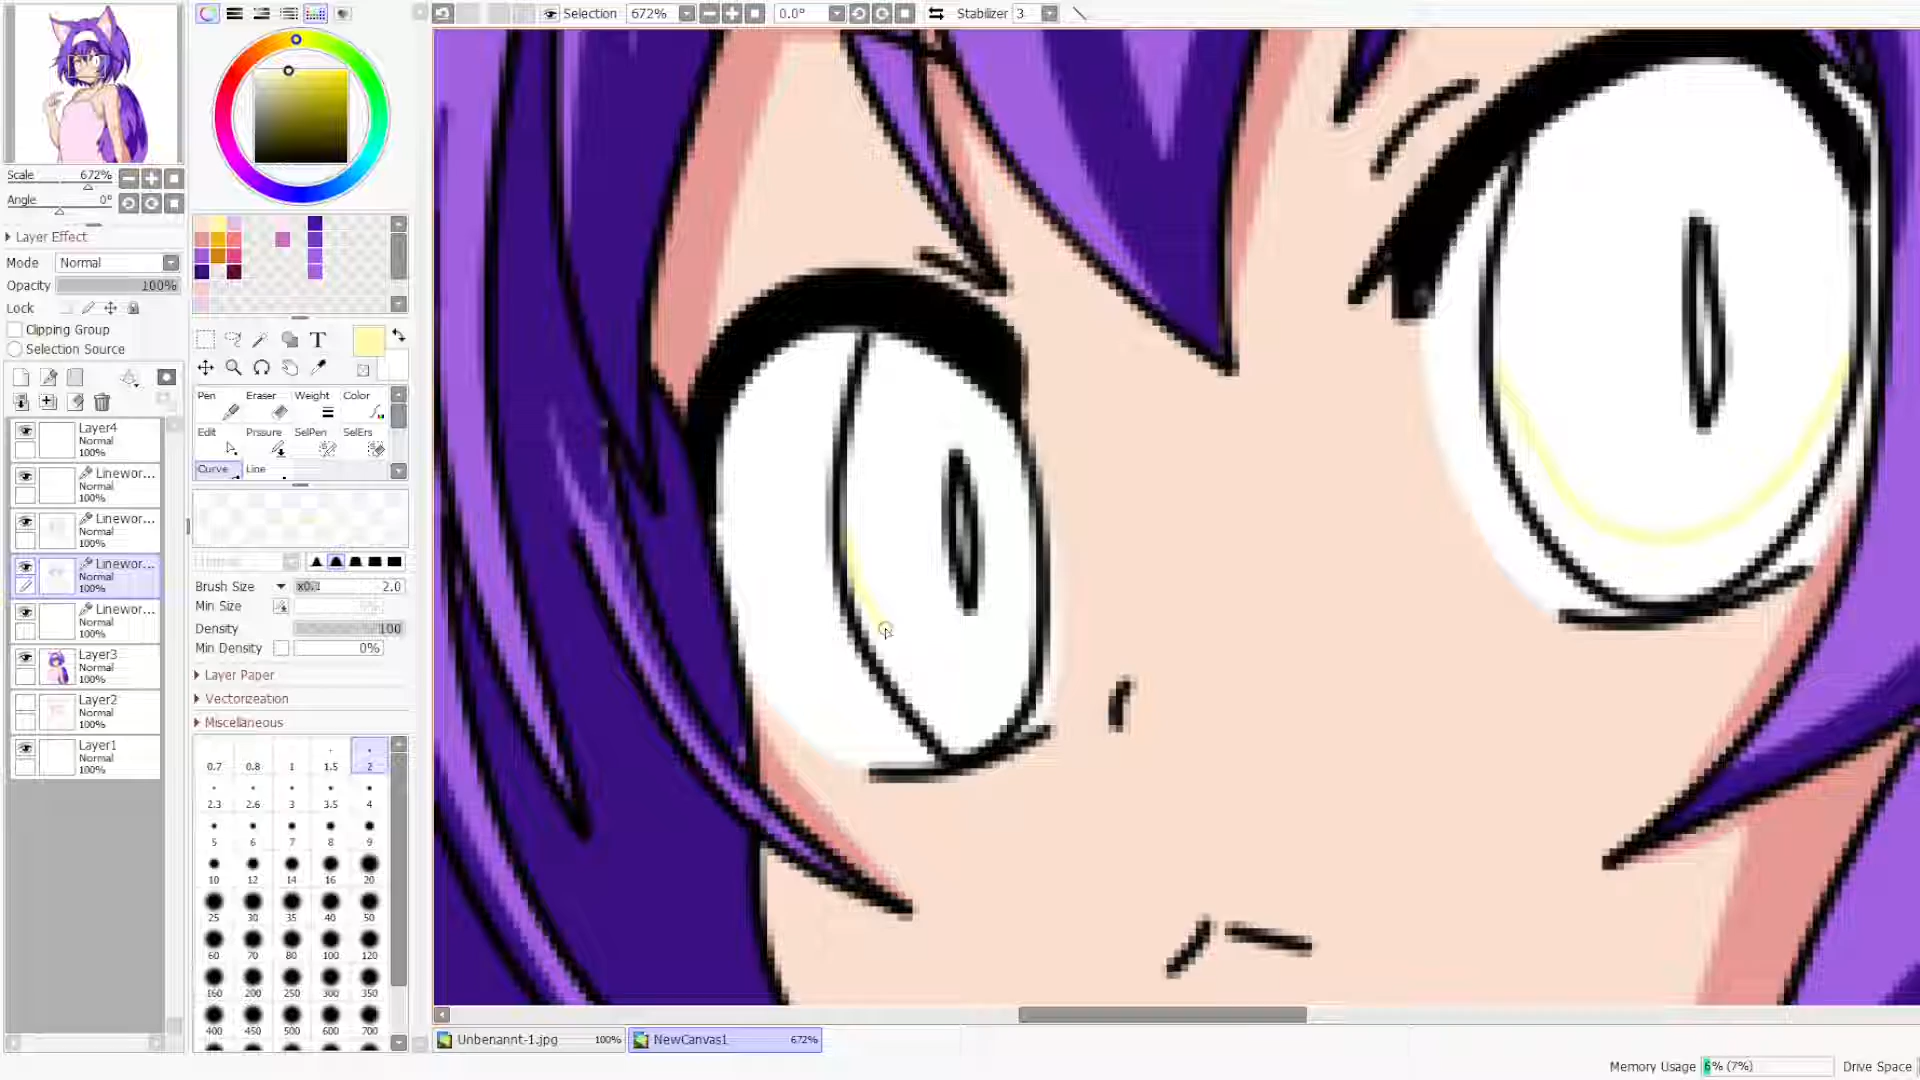 Selection 672% 0.0° Stabilizer 3
Scale 672%
Angle 0°
Layer Effect
Mode Normal
Opacity 100%
Lock
Clipping Group
Selection Source
Layer4
Normal
100%
Linewor...
Normal
100%
Linewor...
Normal
100%
Linewor...
Normal
100%
Linewor...
Normal
100%
Layer3
Normal
100%
Layer2
Normal
100%
Layer1
Normal
100%
T
Pen Eraser Weight Color
Edit Prssure SelPen SelErs
Curve Line
Brush Size 2.0
Min Size
Density 100
Min Density 0%
Layer Paper
Vectorizeation
Miscellaneous
0.7 0.8 1 1.5 2
2.3 2.6 3 3.5 4
5 6 7 8 9
10 12 14 16 20
25 30 35 40 50
60 70 80 100 120
160 200 250 300 350
400 450 500 600 700
Unbenannt-1.jpg 100% NewCanvas1 672%
Memory Usage 6% (7%) Drive Space